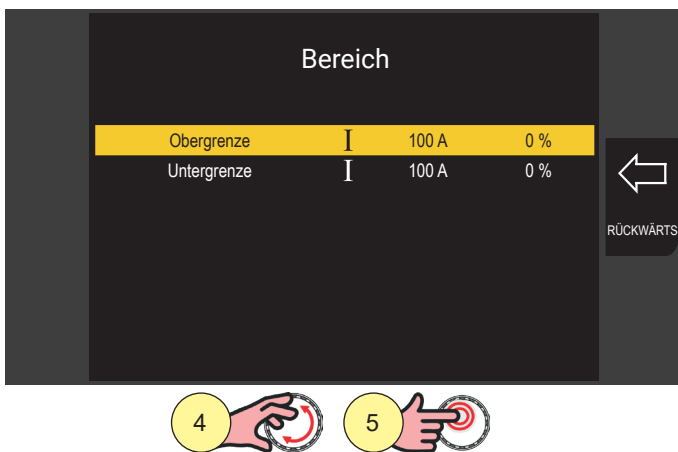 Bereich
Obergrenze I 100 A 0 %
Untergrenze I 100 A 0 %
RÜCKWÄRTS
4 5